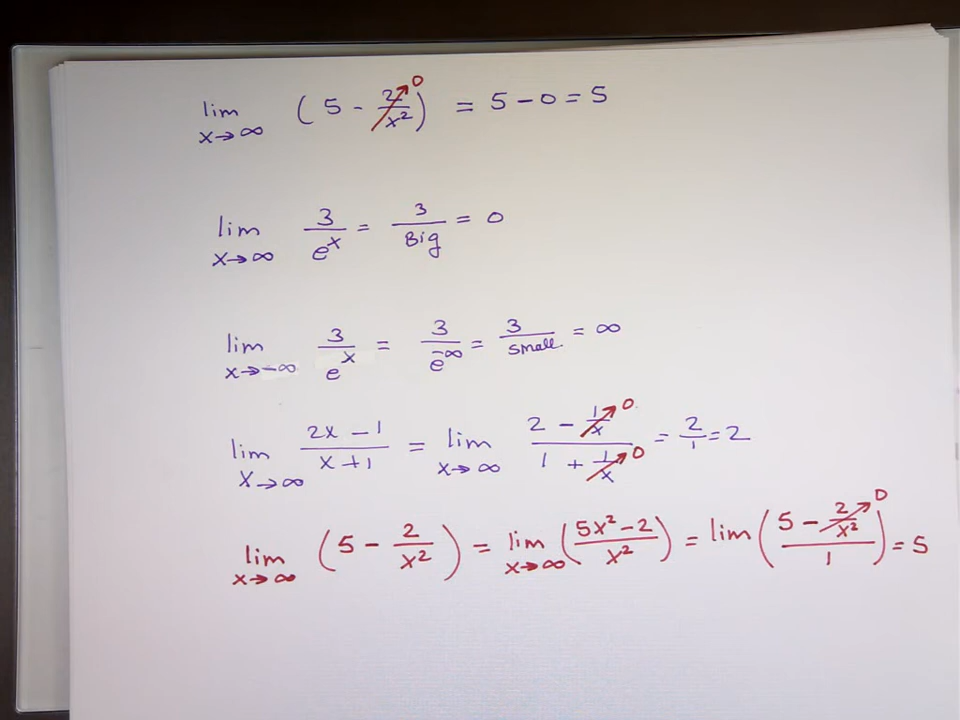 lim x→∞ (5 - 2/x²)→0 = 5 - 0 = 5
lim x→∞ 3/e^x = 3/Big = 0
lim x→-∞ 3/e^x = 3/e^-∞ = 3/small = ∞
lim x→∞ (2x - 1)/(x + 1) = lim x→∞ (2 - 1/x→0)/(1 + 1/x→0) = 2/1 = 2
lim x→∞ (5 - 2/x²) = lim x→∞ ((5x² - 2)/x²) = lim ((5 - 2/x²→0)/1) = 5